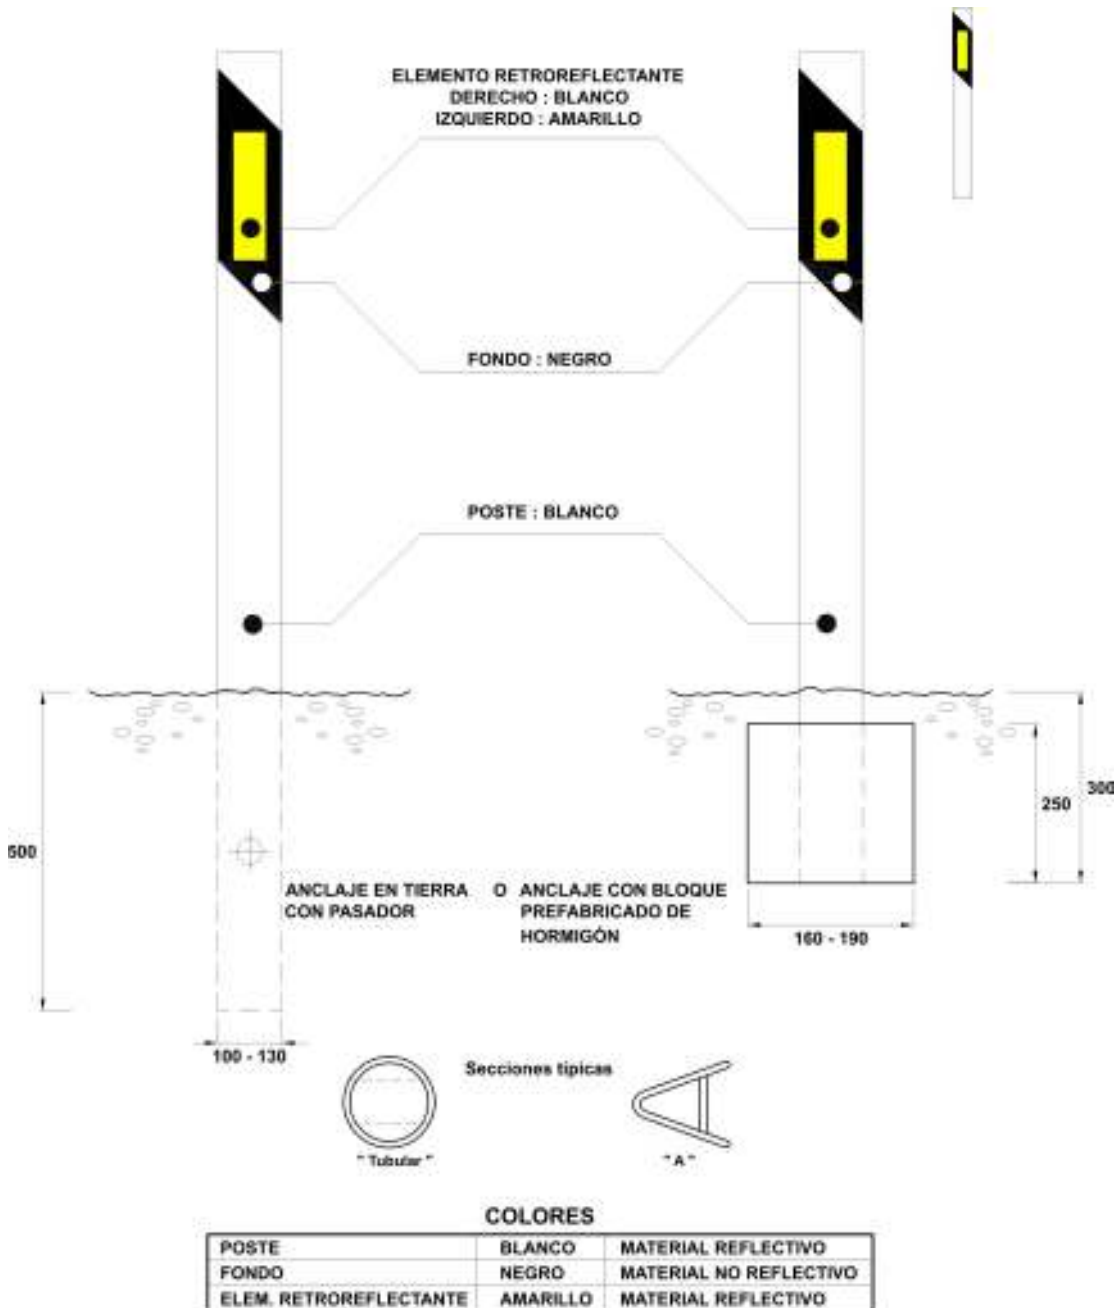 ELEMENTO RETROREFLECTANTE
DERECHO : BLANCO
IZQUIERDO : AMARILLO
FONDO : NEGRO
POSTE : BLANCO
250
300
500
ANCLAJE EN TIERRA O ANCLAJE CON BLOQUE
CON PASADOR PREFABRICADO DE
HORMIGÓN
160 - 190
100 - 130
Secciones típicas
" Tubular "
" A "
COLORES
POSTE BLANCO MATERIAL REFLECTIVO
FONDO NEGRO MATERIAL NO REFLECTIVO
ELEM. RETROREFLECTANTE AMARILLO MATERIAL REFLECTIVO